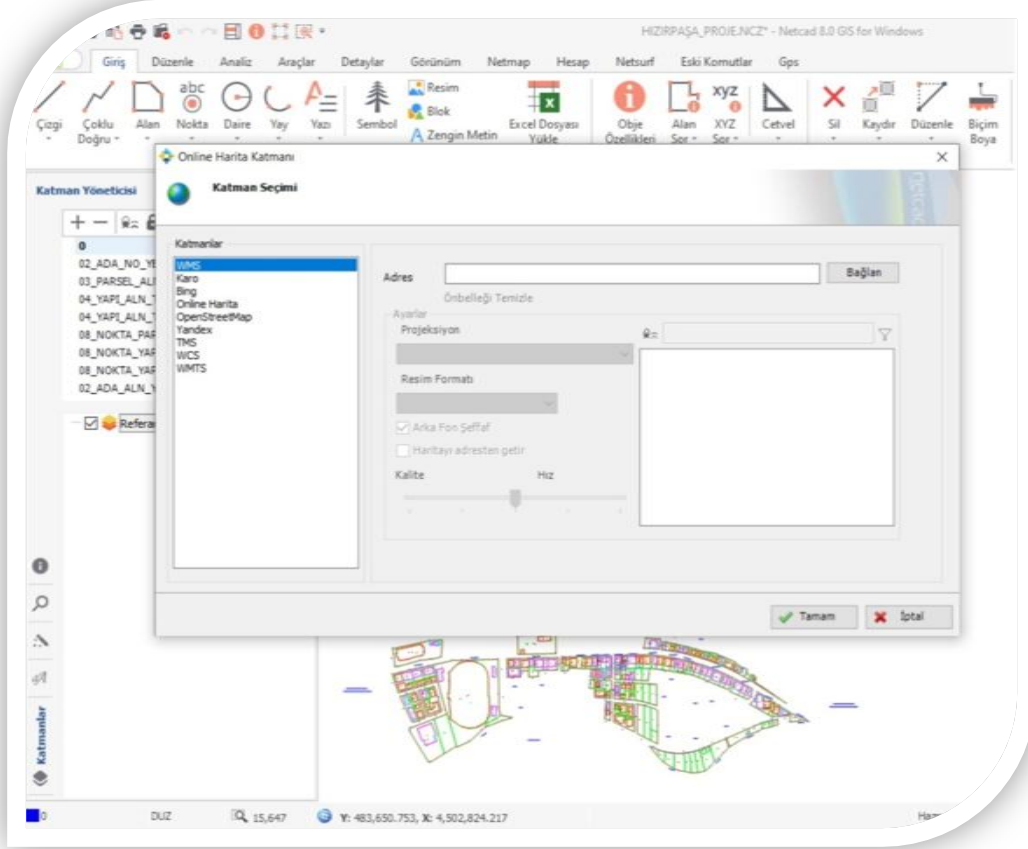 HIZIRPAŞA_PROJE.NCZ* - Netcad 8.0 GIS for Windows
Giriş Düzenle Analiz Araçlar Detaylar Görünüm Netmap Hesap Netsurf Eski Komutlar Gps
Çizgi
Çoklu Doğru
Alan
abc
Nokta
Daire
Yay
Yazı
Sembol
Resim
Blok
Zengin Metin
Excel Dosyası Yükle
Obje Özellikleri
Alan Sor
XYZ
XYZ Sor
Cetvel
Sil
Kaydır
Düzenle
Biçim Boya
Online Harita Katmanı
Katman Seçimi
netcad
Katman Yöneticisi
0
02_ADA_NO_YE
03_PARSEL_AL
04_YAPI_ALN_
04_YAPI_ALN_
08_NOKTA_PAR
08_NOKTA_YAP
08_NOKTA_YAP
02_ADA_ALN_Y
Refera
Katmanlar
WMS
Karo
Bing
Online Harita
OpenStreetMap
Yandex
TMS
WCS
WMTS
Adres
Bağlan
Önbelleği Temizle
Ayarlar
Projeksiyon
Resim Formatı
Arka Fon Şeffaf
Haritayı adresten getir
Kalite Hız
Tamam İptal
Katmanlar
0 DUZ 15,647 Y: 483,650.753, X: 4,502,824.217